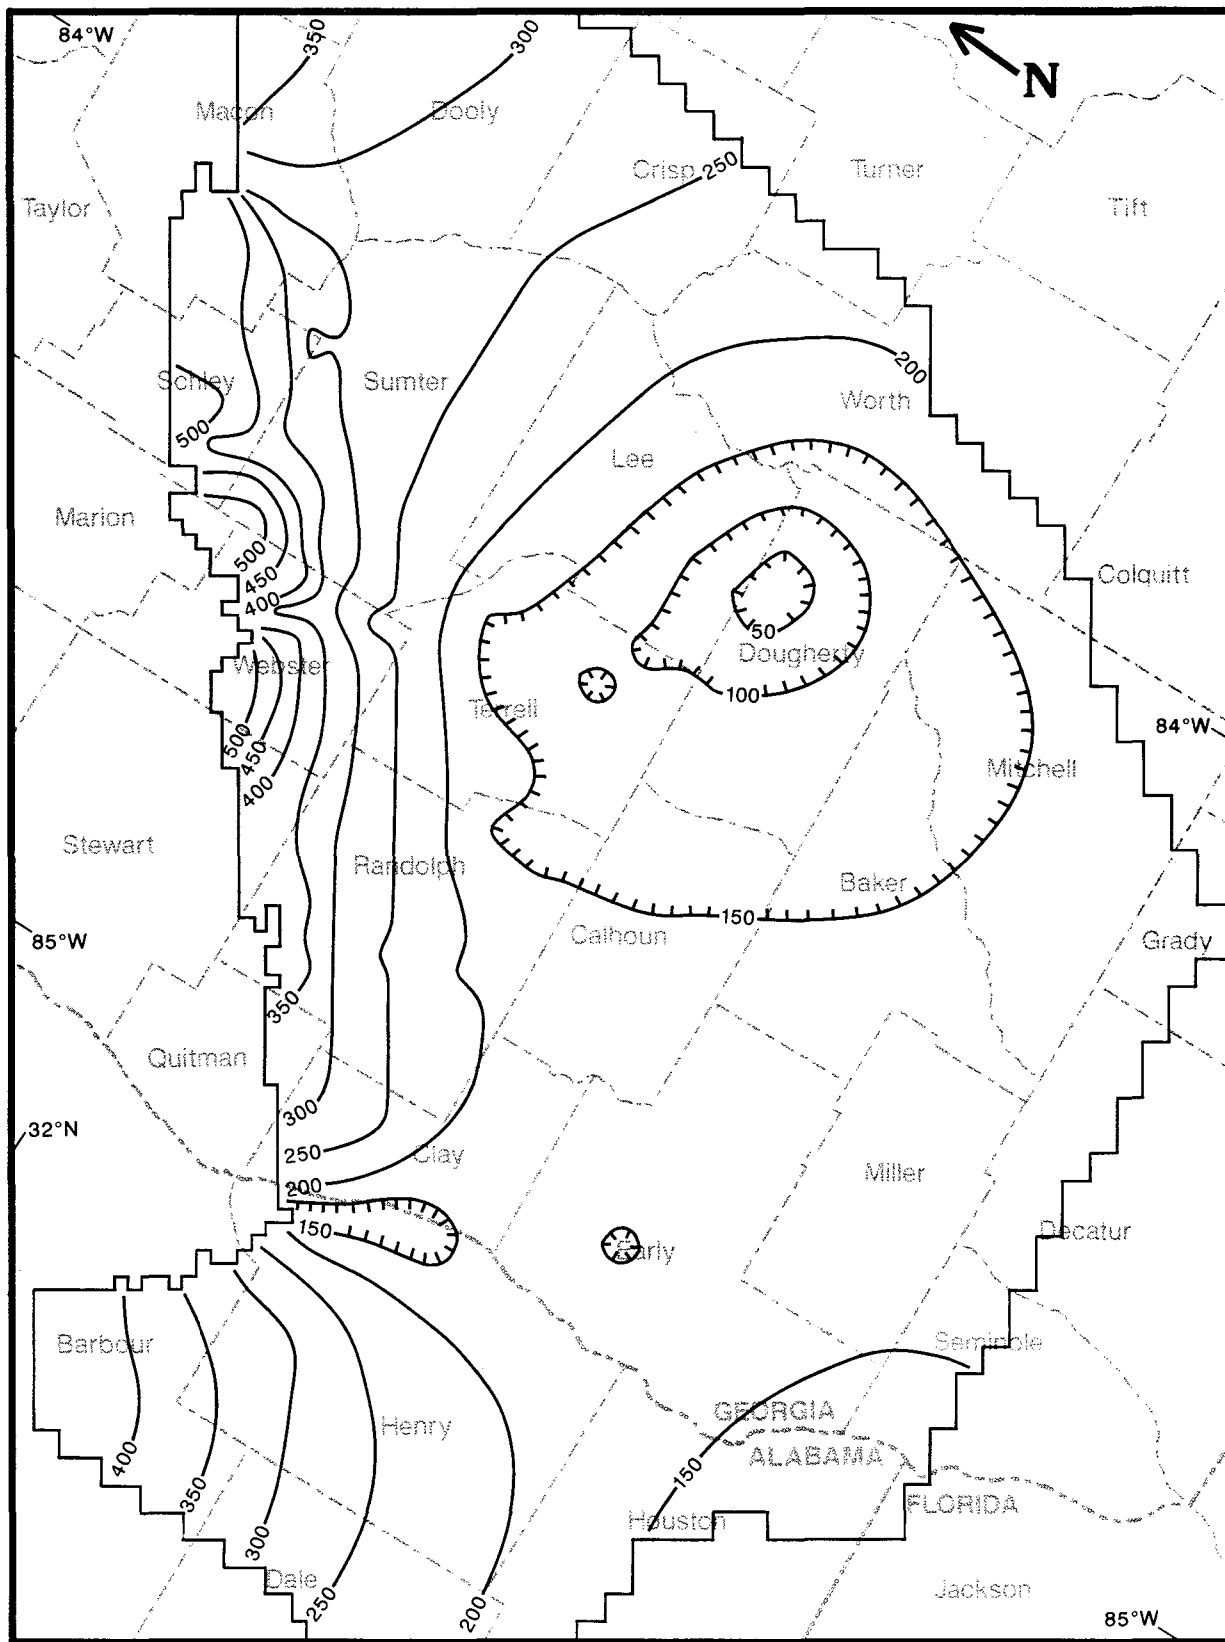 84°W
350
300
N
Macon
Dooly
Crisp
250
Turner
Taylor
Tift
Schley
Sumter
200
Worth
500
Lee
Marion
500
450
400
Colquitt
50
Dougherty
Webster
100
Terrell
84°W
500
450
400
Mitchell
Stewart
Randolph
Baker
150
85°W
Calhoun
Grady
350
Quitman
300
32°N
250
Clay
Miller
200
150
Decatur
Early
Barbour
Seminole
GEORGIA
Henry
400
ALABAMA
150
350
FLORIDA
Houston
300
Dale
250
200
Jackson
85°W